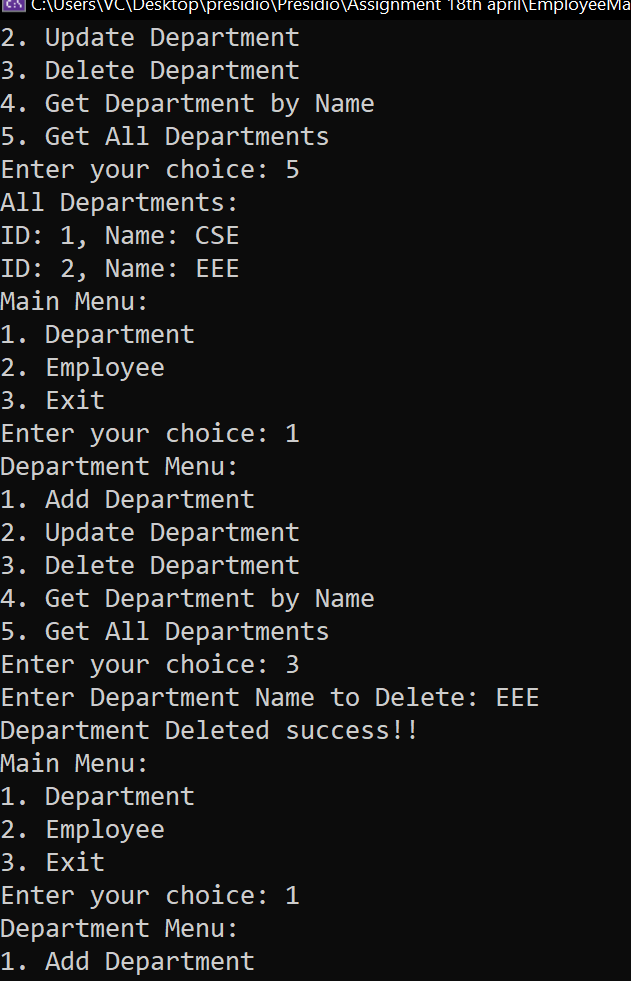 C:\Users\VC\Desktop\presidio\Presidio\Assignment 18th april\EmployeeMa
2. Update Department
3. Delete Department
4. Get Department by Name
5. Get All Departments
Enter your choice: 5
All Departments:
ID: 1, Name: CSE
ID: 2, Name: EEE
Main Menu:
1. Department
2. Employee
3. Exit
Enter your choice: 1
Department Menu:
1. Add Department
2. Update Department
3. Delete Department
4. Get Department by Name
5. Get All Departments
Enter your choice: 3
Enter Department Name to Delete: EEE
Department Deleted success!!
Main Menu:
1. Department
2. Employee
3. Exit
Enter your choice: 1
Department Menu:
1. Add Department